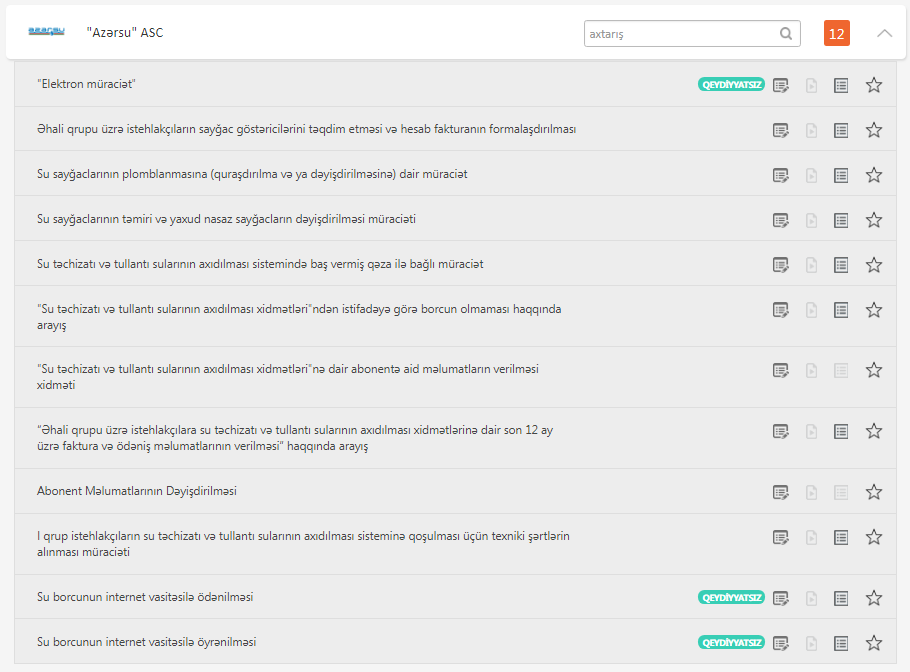 azərsu
"Azərsu" ASC
axtarış
12
"Elektron müraciət"
QEYDİYYATSIZ
Əhali qrupu üzrə istehlakçıların sayğac göstəricilərini təqdim etməsi və hesab fakturanın formalaşdırılması
Su sayğaclarının plomblanmasına (quraşdırılma və ya dəyişdirilməsinə) dair müraciət
Su sayğaclarının təmiri və yaxud nasaz sayğacların dəyişdirilməsi müraciəti
Su təchizatı və tullantı sularının axıdılması sistemində baş vermiş qəza ilə bağlı müraciət
"Su təchizatı və tullantı sularının axıdılması xidmətləri"ndən istifadəyə görə borcun olmaması haqqında
arayış
"Su təchizatı və tullantı sularının axıdılması xidmətləri"nə dair abonentə aid məlumatların verilməsi
xidməti
"Əhali qrupu üzrə istehlakçılara su təchizatı və tullantı sularının axıdılması xidmətlərinə dair son 12 ay
üzrə faktura və ödəniş məlumatlarının verilməsi" haqqında arayış
Abonent Məlumatlarının Dəyişdirilməsi
I qrup istehlakçıların su təchizatı və tullantı sularının axıdılması sisteminə qoşulması üçün texniki şərtlərin
alınması müraciəti
Su borcunun internet vasitəsilə ödənilməsi
QEYDİYYATSIZ
Su borcunun internet vasitəsilə öyrənilməsi
QEYDİYYATSIZ